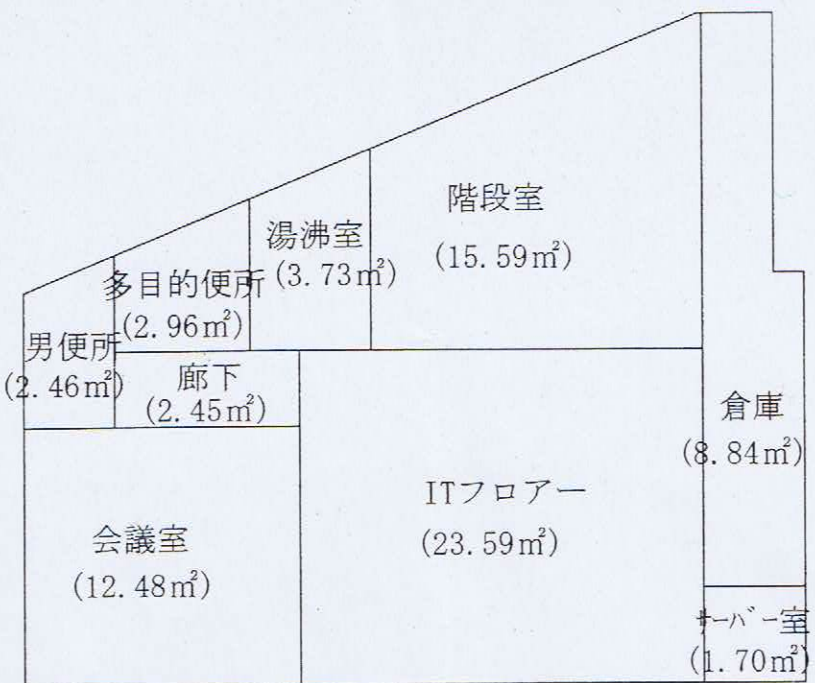 階段室
(15.59㎡)
湯沸室
(3.73㎡)
多目的便所
(2.96㎡)
男便所
(2.46㎡)
廊下
(2.45㎡)
倉庫
(8.84㎡)
ITフロアー
(23.59㎡)
会議室
(12.48㎡)
サーバー室
(1.70㎡)